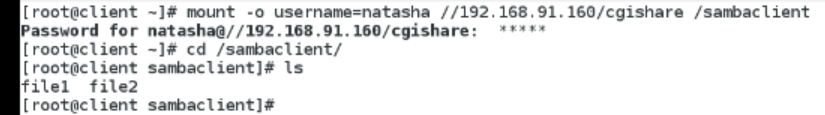 [root@client ~]# mount -o username=natasha //192.168.91.160/cgishare /sambaclient
Password for natasha@//192.168.91.160/cgishare:  *****
[root@client ~]# cd /sambaclient/
[root@client sambaclient]# ls
file1  file2
[root@client sambaclient]#